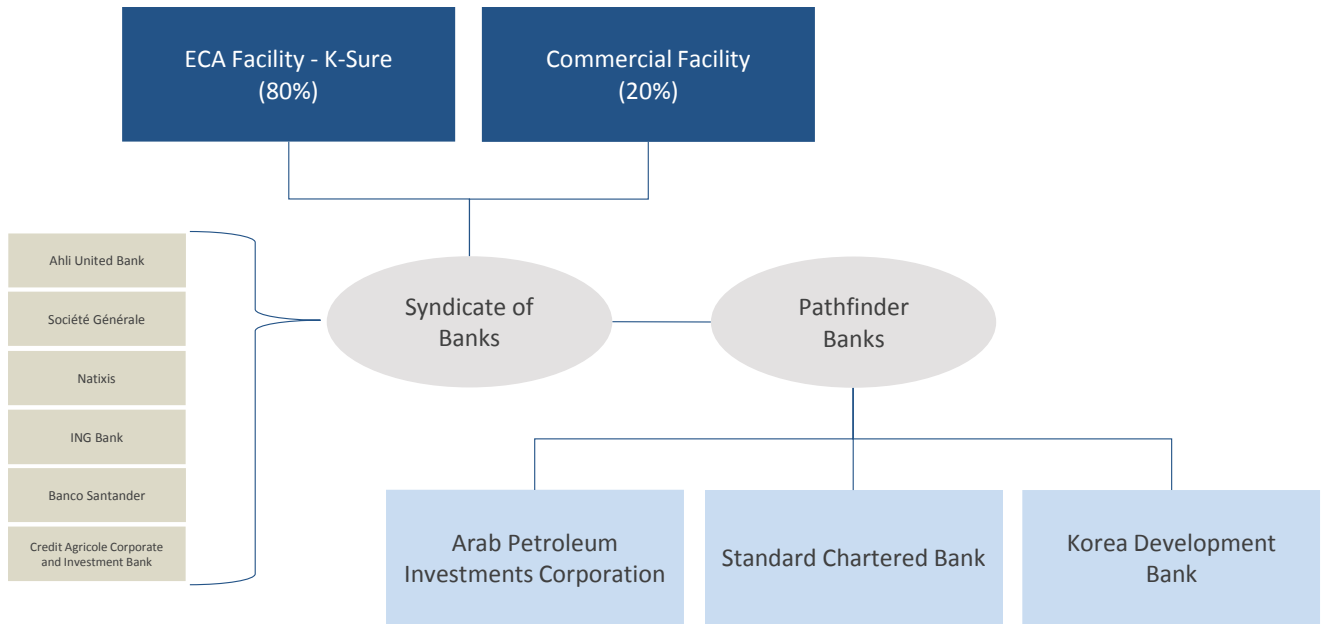 ECA Facility - K-Sure
(80%)
Commercial Facility
(20%)
Ahli United Bank
Société Générale
Natixis
ING Bank
Banco Santander
Credit Agricole Corporate
and Investment Bank
Syndicate of
Banks
Pathfinder
Banks
Arab Petroleum
Investments Corporation
Standard Chartered Bank
Korea Development
Bank